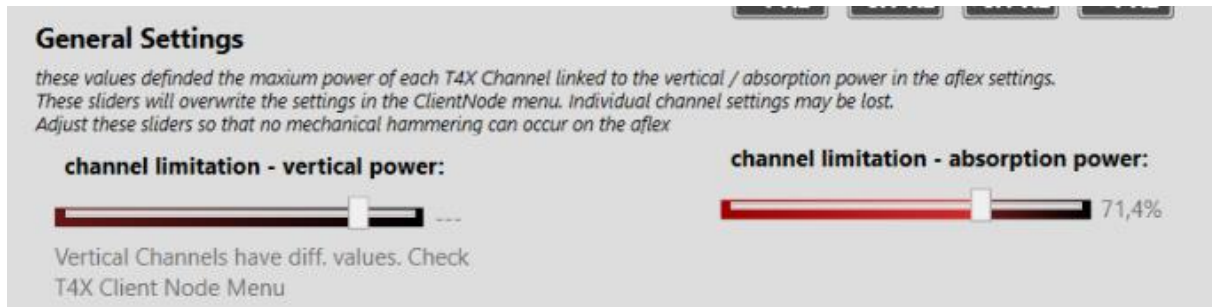 General Settings
these values definded the maxium power of each T4X Channel linked to the vertical / absorption power in the aflex settings.
These sliders will overwrite the settings in the ClientNode menu. Individual channel settings may be lost.
Adjust these sliders so that no mechanical hammering can occur on the aflex
channel limitation - vertical power:
---
Vertical Channels have diff. values. Check
T4X Client Node Menu
channel limitation - absorption power:
71,4%